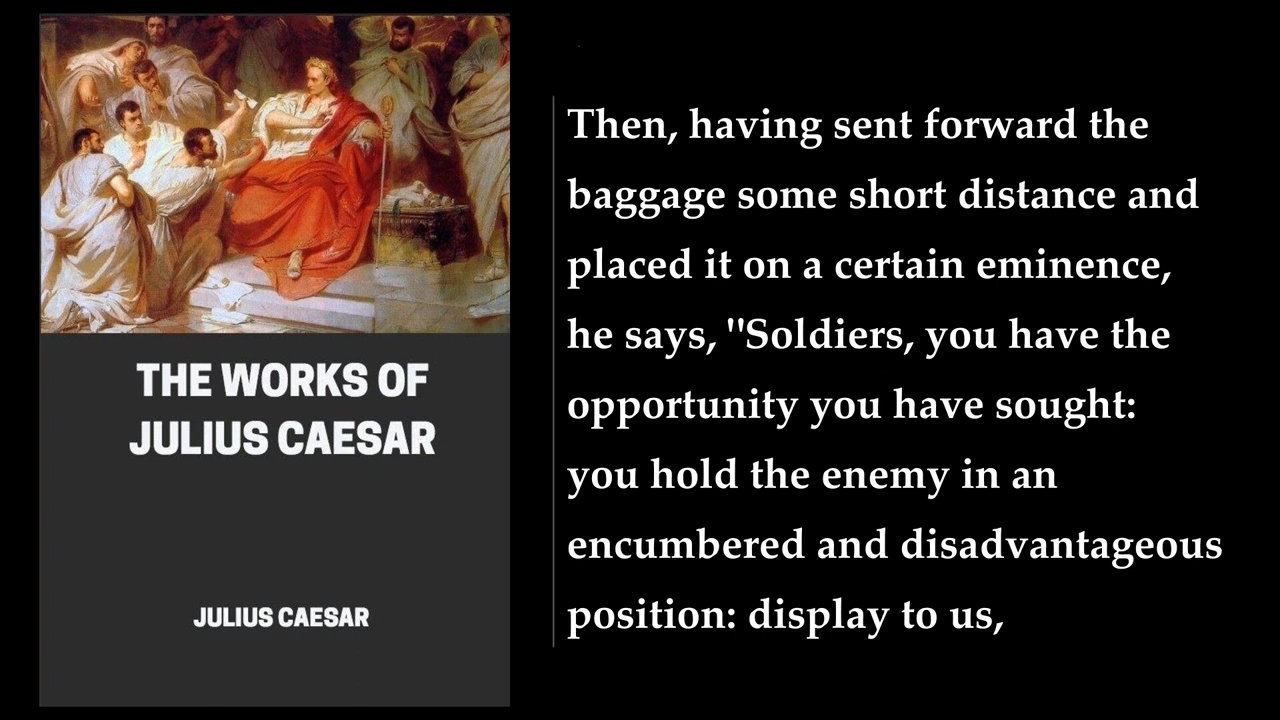 THE WORKS OF
JULIUS CAESAR
JULIUS CAESAR
Then, having sent forward the
baggage some short distance and
placed it on a certain eminence,
he says, "Soldiers, you have the
opportunity you have sought:
you hold the enemy in an
encumbered and disadvantageous
position: display to us,